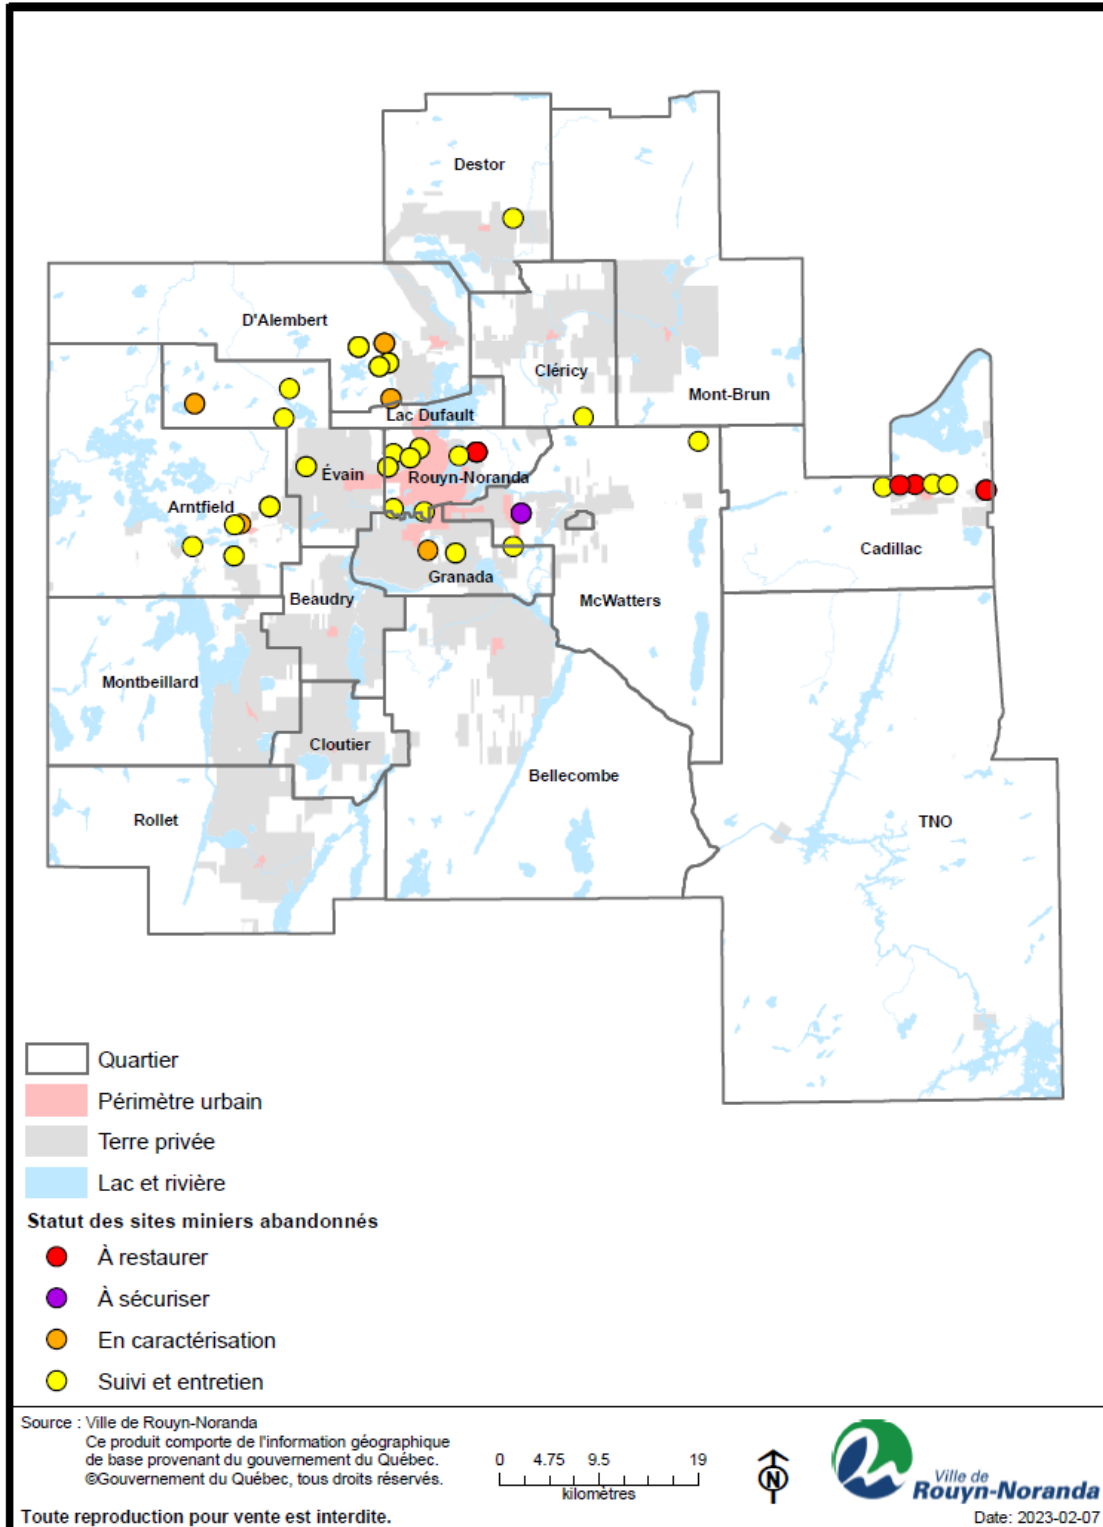 Destor
D'Alembert
Cléricy
Mont-Brun
Lac Dufault
Évain
Rouyn-Noranda
Arntfield
Cadillac
Granada
Beaudry
McWatters
Montbeillard
Cloutier
Bellecombe
Rollet
TNO
Quartier
Périmètre urbain
Terre privée
Lac et rivière
Statut des sites miniers abandonnés
À restaurer
À sécuriser
En caractérisation
Suivi et entretien
Source : Ville de Rouyn-Noranda
Ce produit comporte de l'information géographique
de base provenant du gouvernement du Québec.
©Gouvernement du Québec, tous droits réservés.
Toute reproduction pour vente est interdite.
0 4.75 9.5 19
kilomètres
N
Ville de
Rouyn-Noranda
Date: 2023-02-07